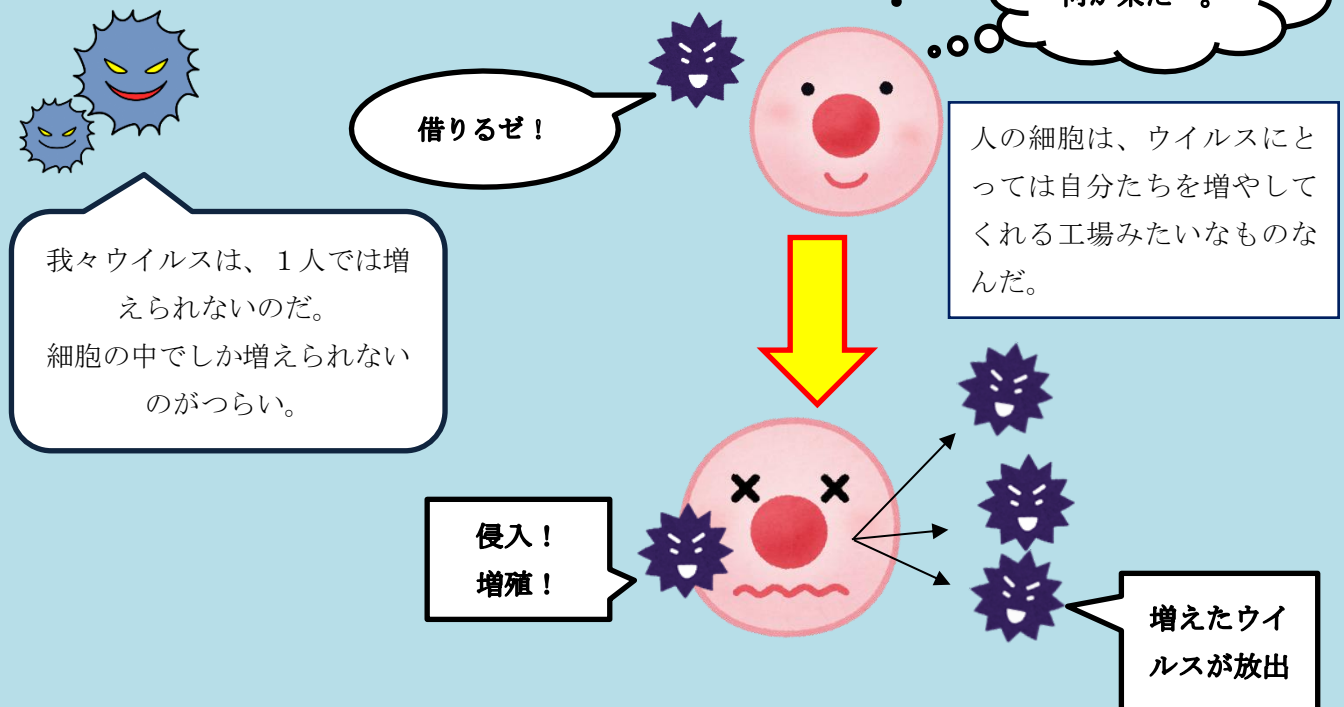 借りるゼ！
人の細胞は、ウイルスにと
っては自分たちを増やして
くれる工場みたいなものな
んだ。
我々ウイルスは、１人では増
えられないのだ。
細胞の中でしか増えられない
のがつらい。
侵入！
増殖！
増えたウイ
ルスが放出